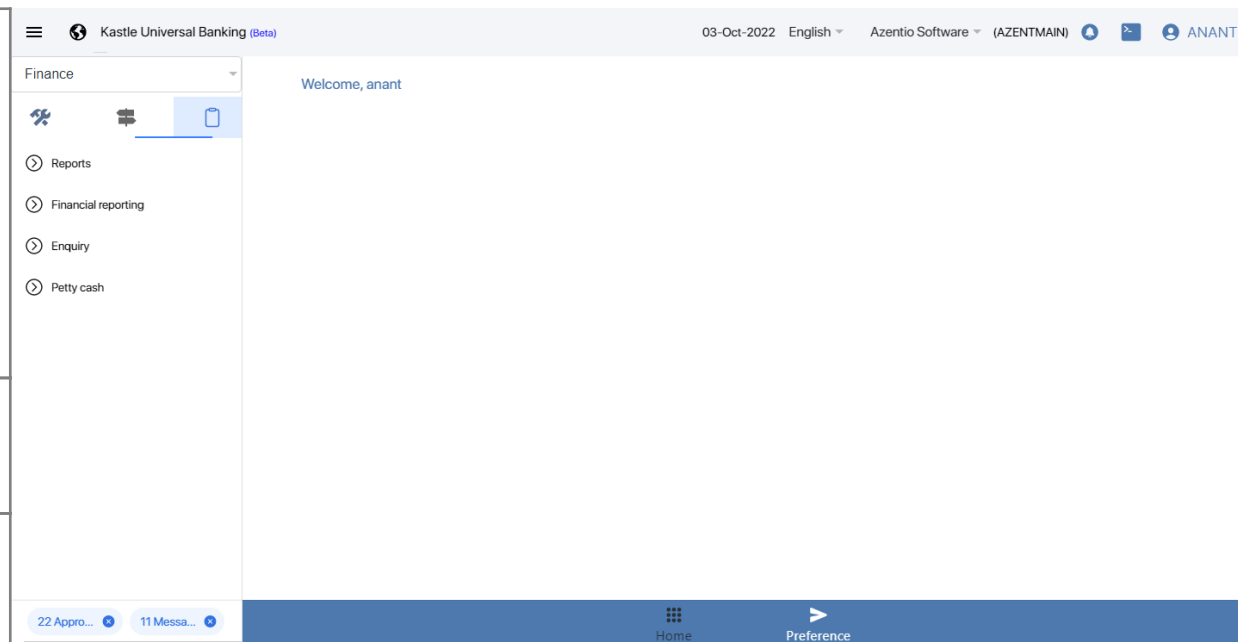 Kastle Universal Banking (Beta)
03-Oct-2022 English Azentio Software (AZENTMAIN) ANANT
Finance
Welcome, anant
Reports
Financial reporting
Enquiry
Petty cash
22 Appro... 11 Messa...
Home Preference